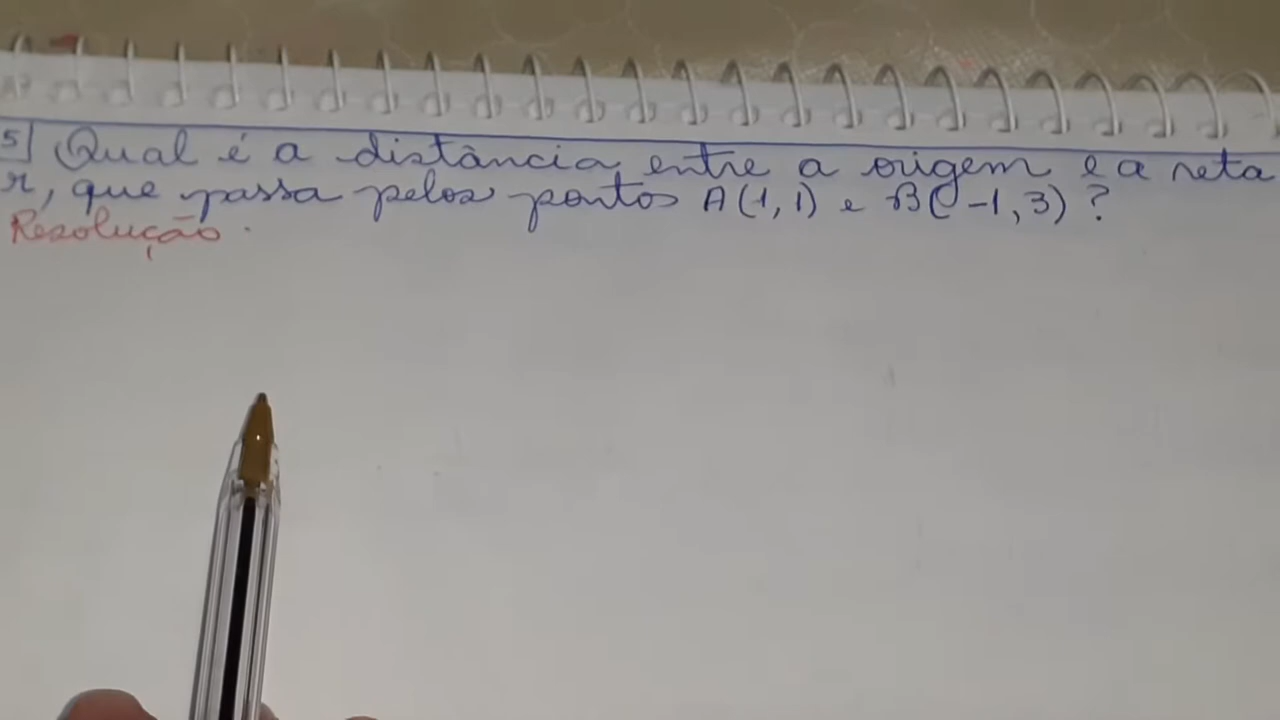 5] Qual é a distância entre a origem e a reta
r, que passa pelos pontos A(1,1) e B(-1,3)?
Resolução.